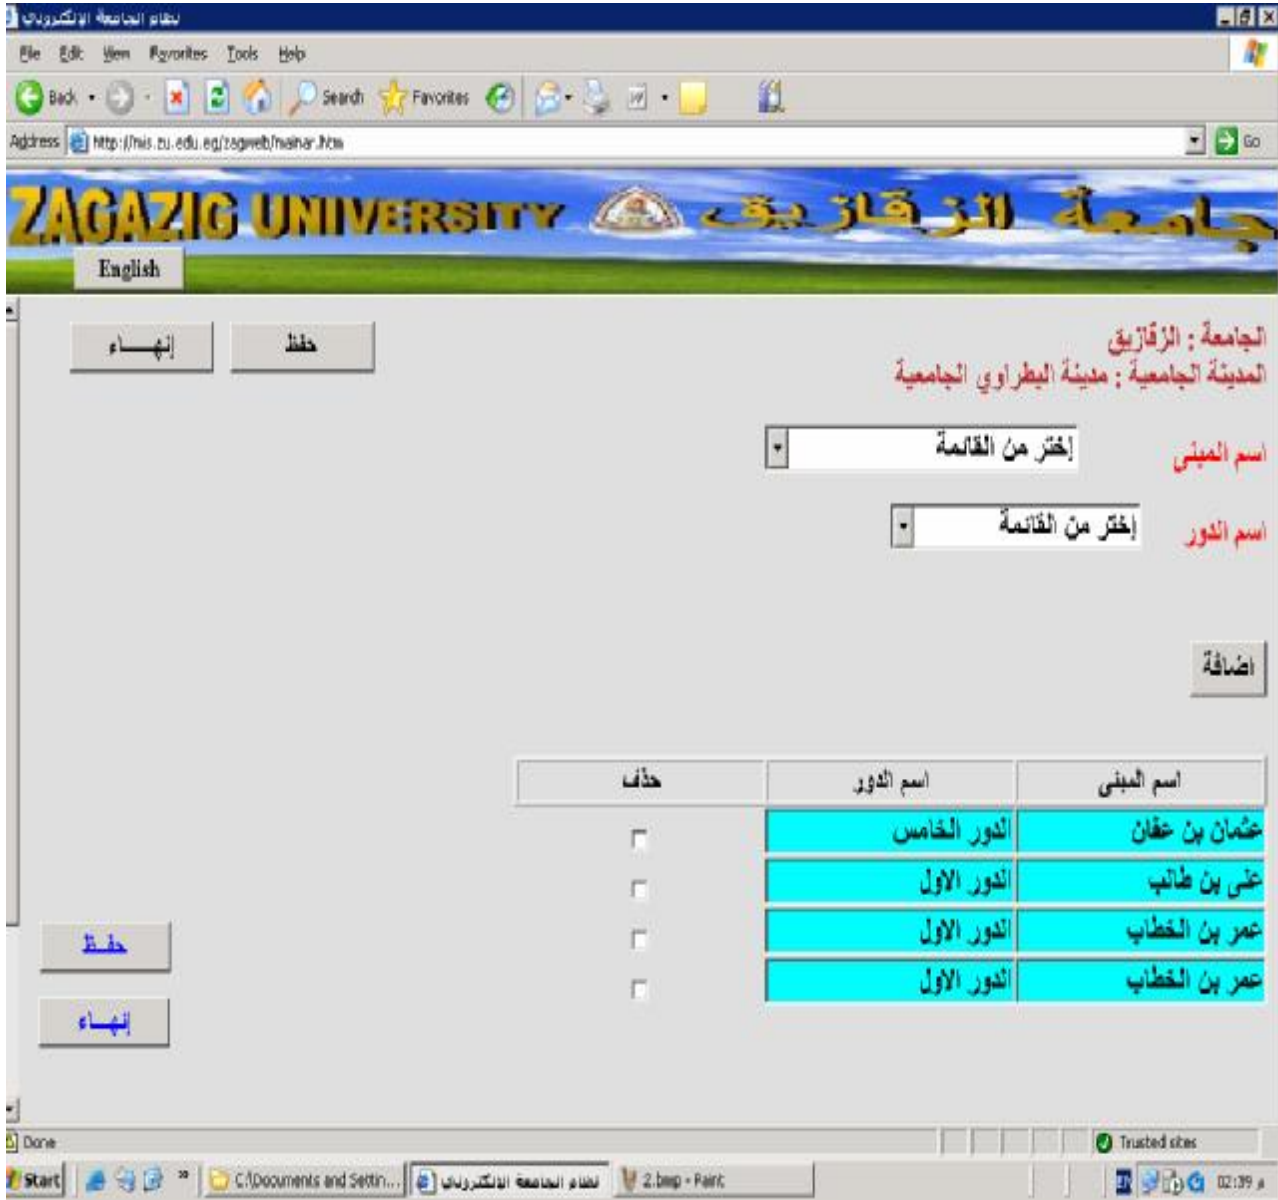 نظام الجامعة الإلكتروني
File Edit View Favorites Tools Help
Back Search Favorites
Address http://mis.zu.edu.eg/zagweb/mainar.htm Go
ZAGAZIG UNIVERSITY جامعة الزقازيق
English
الجامعة : الزقازيق
المدينة الجامعية : مدينة البطراوي الجامعية
حفظ إنهــــاء
اسم المبنى إختر من القائمة
اسم الدور إختر من القائمة
اضافة
اسم المبنى اسم الدور حذف
عثمان بن عفان الدور الخامس
على بن طالب الدور الاول
عمر بن الخطاب الدور الاول
عمر بن الخطاب الدور الاول
حفــظ
إنهــــاء
Done Trusted sites
Start C:\Documents and Settin... نظام الجامعة الإلكتروني 2.bmp - Paint EN 02:39 م